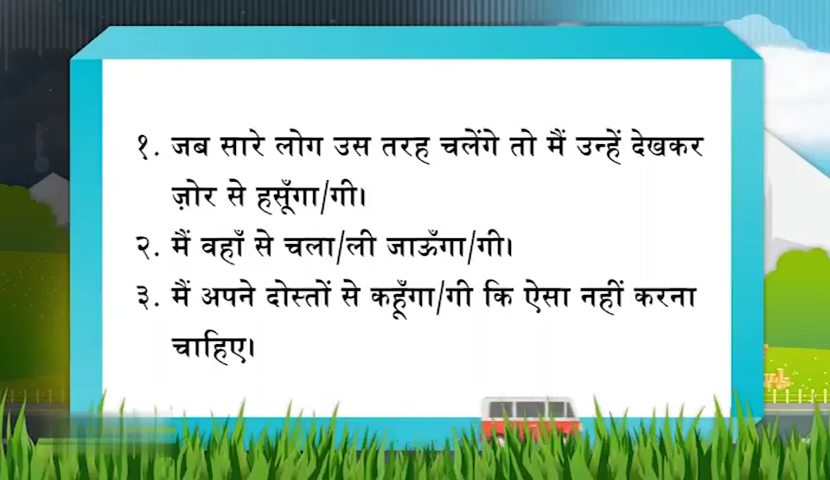 १. जब सारे लोग उस तरह चलेंगे तो मैं उन्हें देखकर
ज़ोर से हसूँगा/गी।
२. मैं वहाँ से चला/ली जाऊँगा/गी।
३. मैं अपने दोस्तों से कहूँगा/गी कि ऐसा नहीं करना
चाहिए।